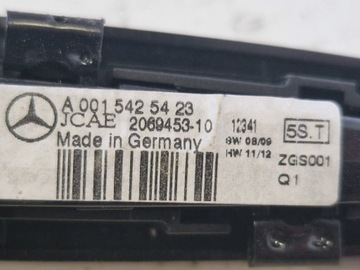 A 001 542 54 23
JCAE 2069453-10
Made in Germany
12341
SW 08/09
HW 11/12
5S.T
ZGS001
Q1